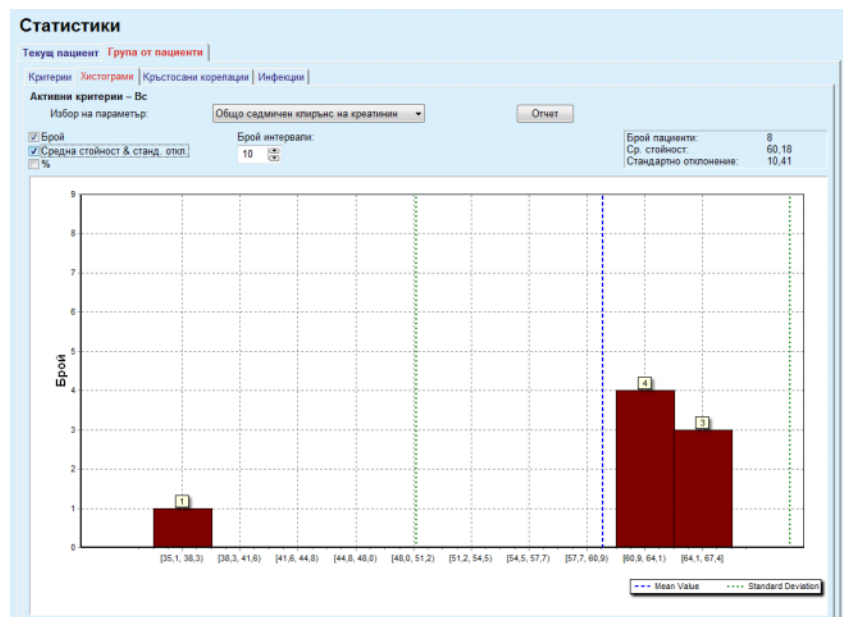 Статистики
Текущ пациент Група от пациенти
Критерии Хистограми Кръстосани корелации Инфекции
Активни критерии – Вс
Избор на параметър: Общо седмичен клирънс на креатинин Отчет
Брой Брой интервали: Брой пациенти: 8
Средна стойност & станд. откл. 10 Ср. стойност: 60,18
% Стандартно отклонение: 10,41
9
8
7
6
5
4
3
2
1
0
Брой
1
4
3
[35,1, 38,3) [38,3, 41,6) [41,6, 44,8) [44,8, 48,0) [48,0, 51,2) [51,2, 54,5) [54,5, 57,7) [57,7, 60,9) [60,9, 64,1) [64,1, 67,4]
Mean Value Standard Deviation